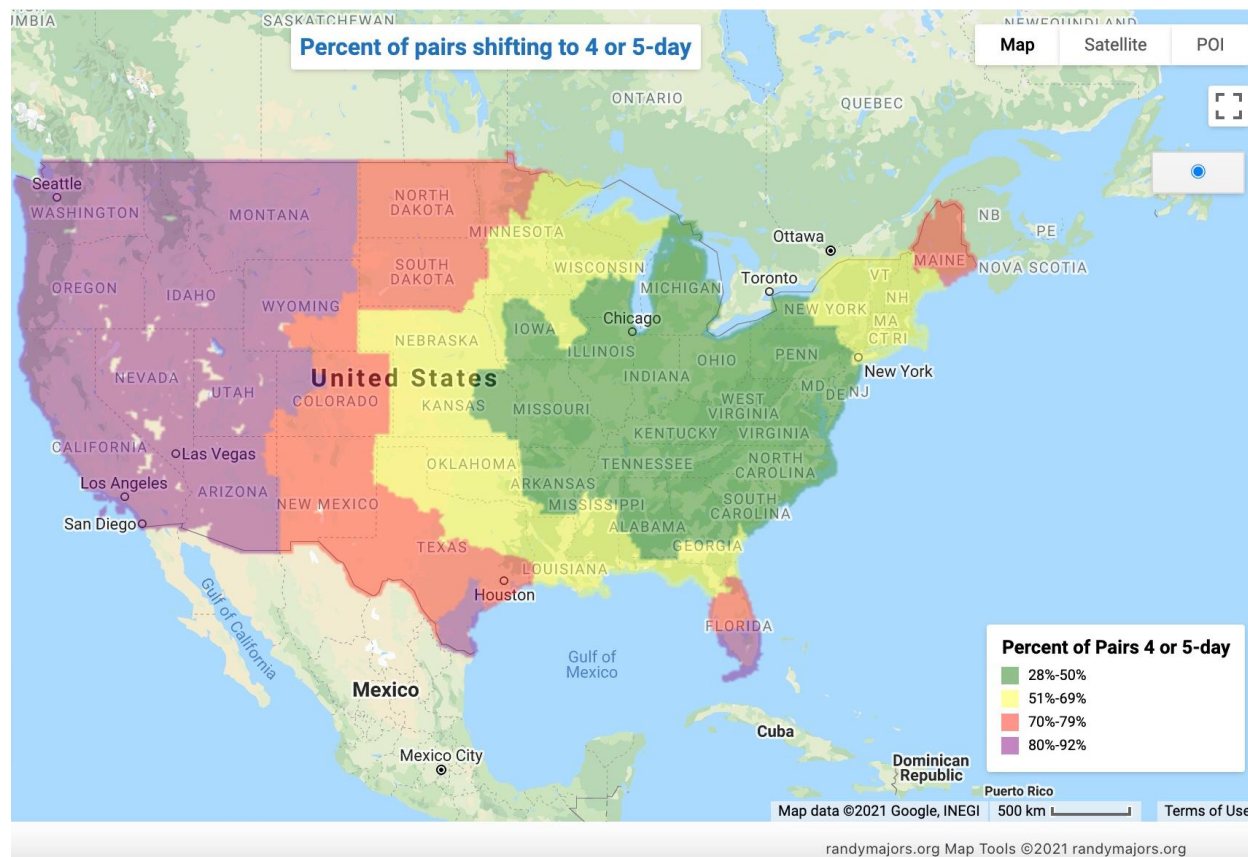 MBIA
SASKATCHEWAN
NEWFOUNDLAND
Percent of pairs shifting to 4 or 5-day
Map
Satellite
POI
ONTARIO
QUEBEC
Seattle
WASHINGTON
MONTANA
NORTH
DAKOTA
MINNESOTA
Ottawa
NB
PE
MAINE
NOVA SCOTIA
OREGON
IDAHO
WYOMING
SOUTH
DAKOTA
WISCONSIN
MICHIGAN
Toronto
VT
NH
NEW YORK
MA
CT RI
IOWA
Chicago
NEBRASKA
ILLINOIS
OHIO
PENN
New York
NEVADA
UTAH
United States
COLORADO
KANSAS
MISSOURI
INDIANA
WEST
VIRGINIA
MD
DE
NJ
CALIFORNIA
Las Vegas
KENTUCKY
VIRGINIA
Los Angeles
ARIZONA
NEW MEXICO
OKLAHOMA
ARKANSAS
TENNESSEE
NORTH
CAROLINA
San Diego
MISSISSIPPI
SOUTH
CAROLINA
ALABAMA
GEORGIA
TEXAS
LOUISIANA
Houston
FLORIDA
Gulf of California
Gulf of
Mexico
Mexico
Mexico City
Cuba
Dominican
Republic
Puerto Rico
Percent of Pairs 4 or 5-day
28%-50%
51%-69%
70%-79%
80%-92%
Map data ©2021 Google, INEGI
500 km
Terms of Use
randymajors.org Map Tools ©2021 randymajors.org